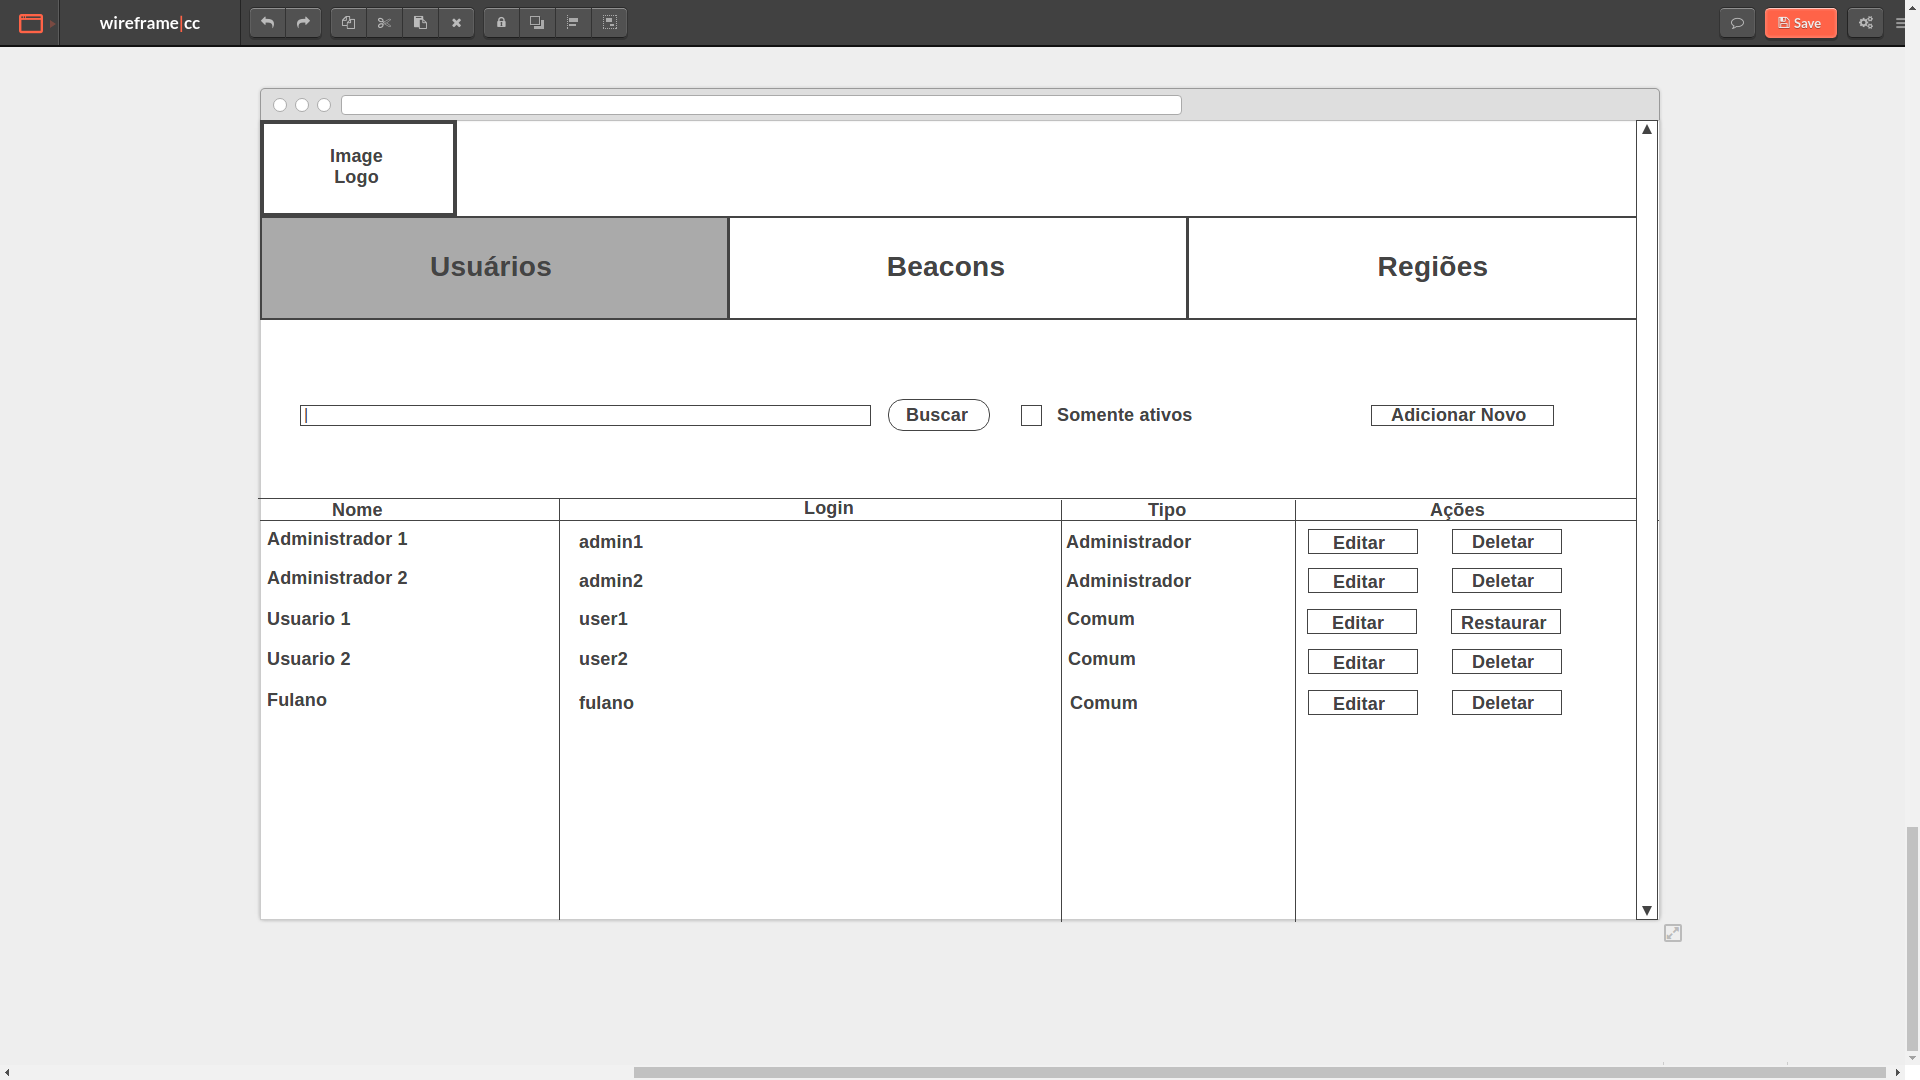 wireframe|cc
Save
Image
Logo
Usuários
Beacons
Regiões
Buscar
Somente ativos
Adicionar Novo
Nome
Login
Tipo
Ações
Administrador 1
admin1
Administrador
Editar
Deletar
Administrador 2
admin2
Administrador
Editar
Deletar
Usuario 1
user1
Comum
Editar
Restaurar
Usuario 2
user2
Comum
Editar
Deletar
Fulano
fulano
Comum
Editar
Deletar